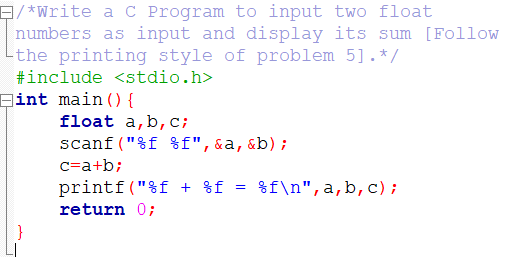 /*Write a C Program to input two float
numbers as input and display its sum [Follow
the printing style of problem 5].*/
#include <stdio.h>
int main(){
    float a,b,c;
    scanf("%f %f",&a,&b);
    c=a+b;
    printf("%f + %f = %f\n",a,b,c);
    return 0;
}